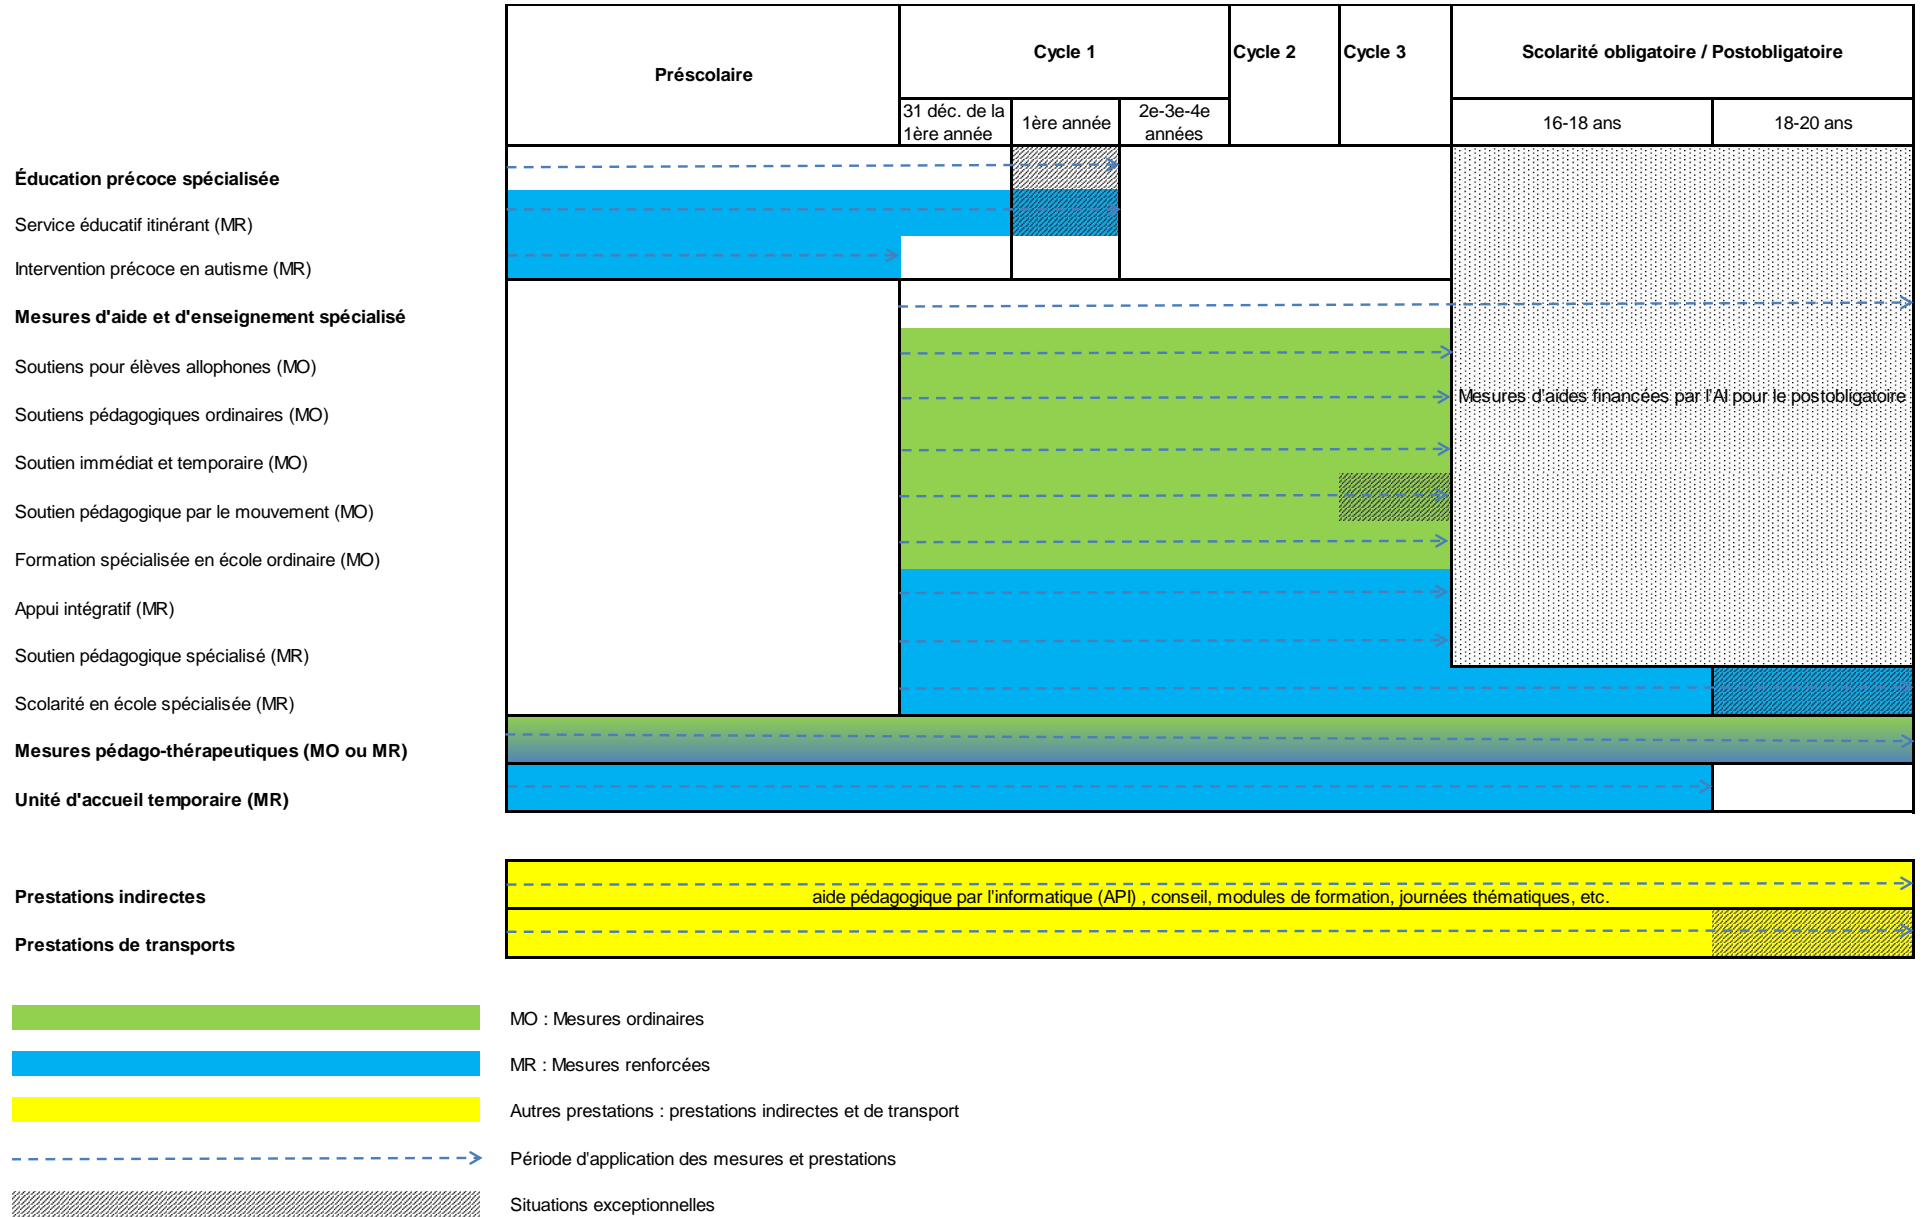 Préscolaire
Cycle 1
Cycle 2
Cycle 3
Scolarité obligatoire / Postobligatoire
31 déc. de la
1ère année
1ère année
2e-3e-4e
années
16-18 ans
18-20 ans
Éducation précoce spécialisée
Service éducatif itinérant (MR)
Intervention précoce en autisme (MR)
Mesures d'aide et d'enseignement spécialisé
Soutiens pour élèves allophones (MO)
Soutiens pédagogiques ordinaires (MO)
Mesures d'aides financées par l'AI pour le postobligatoire
Soutien immédiat et temporaire (MO)
Soutien pédagogique par le mouvement (MO)
Formation spécialisée en école ordinaire (MO)
Appui intégratif (MR)
Soutien pédagogique spécialisé (MR)
Scolarité en école spécialisée (MR)
Mesures pédago-thérapeutiques (MO ou MR)
Unité d'accueil temporaire (MR)
Prestations indirectes
aide pédagogique par l'informatique (API) , conseil, modules de formation, journées thématiques, etc.
Prestations de transports
MO : Mesures ordinaires
MR : Mesures renforcées
Autres prestations : prestations indirectes et de transport
Période d'application des mesures et prestations
Situations exceptionnelles